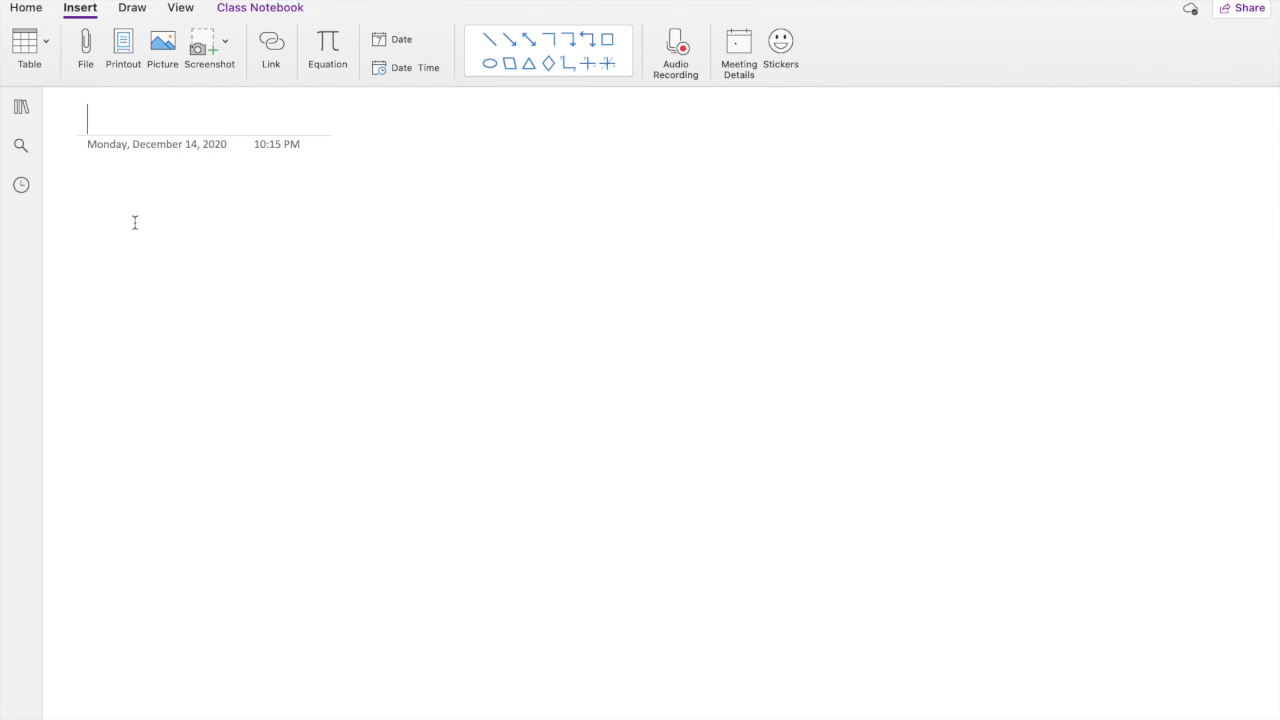 Home Insert Draw View Class Notebook Share
Table File Printout Picture Screenshot Link Equation Date Audio Recording Meeting Details Stickers
Date Time
Monday, December 14, 2020 10:15 PM